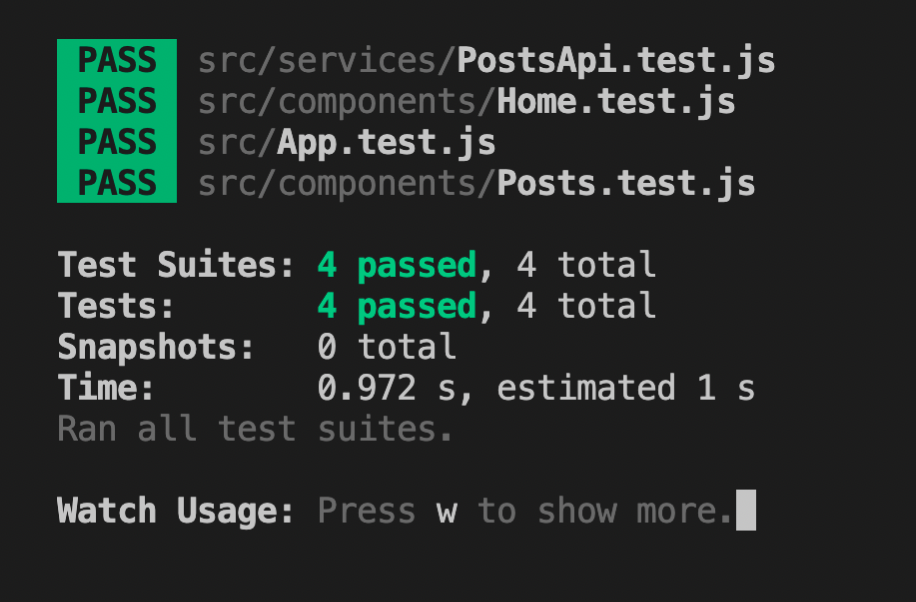 PASS src/services/PostsApi.test.js
PASS src/components/Home.test.js
PASS src/App.test.js
PASS src/components/Posts.test.js
Test Suites: 4 passed, 4 total
Tests: 4 passed, 4 total
Snapshots: 0 total
Time: 0.972 s, estimated 1 s
Ran all test suites.
Watch Usage: Press w to show more.